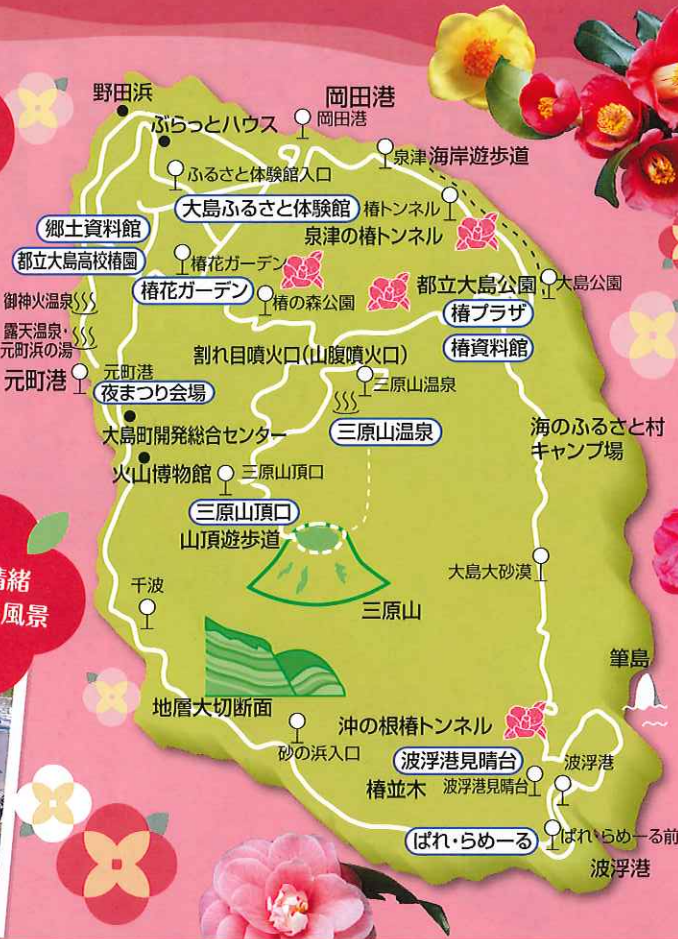 野田浜
ぶらっとハウス
岡田港
岡田港
泉津
海岸遊歩道
ふるさと体験館入口
大島ふるさと体験館
椿トンネル
泉津の椿トンネル
郷土資料館
都立大島高校椿園
椿花ガーデン
椿花ガーデン
椿の森公園
都立大島公園
大島公園
椿プラザ
椿資料館
御神火温泉
露天温泉・
元町浜の湯
元町港
元町港
夜まつり会場
割れ目噴火口(山腹噴火口)
三原山温泉
三原山温泉
大島町開発総合センター
火山博物館
三原山頂口
三原山頂口
山頂遊歩道
海のふるさと村
キャンプ場
情緒
風景
千波
三原山
大島大砂漠
筆島
地層大切断面
砂の浜入口
沖の根椿トンネル
波浮港見晴台
椿並木
波浮港見晴台
波浮港
ぱれ・らめーる
ぱれ・らめーる前
波浮港